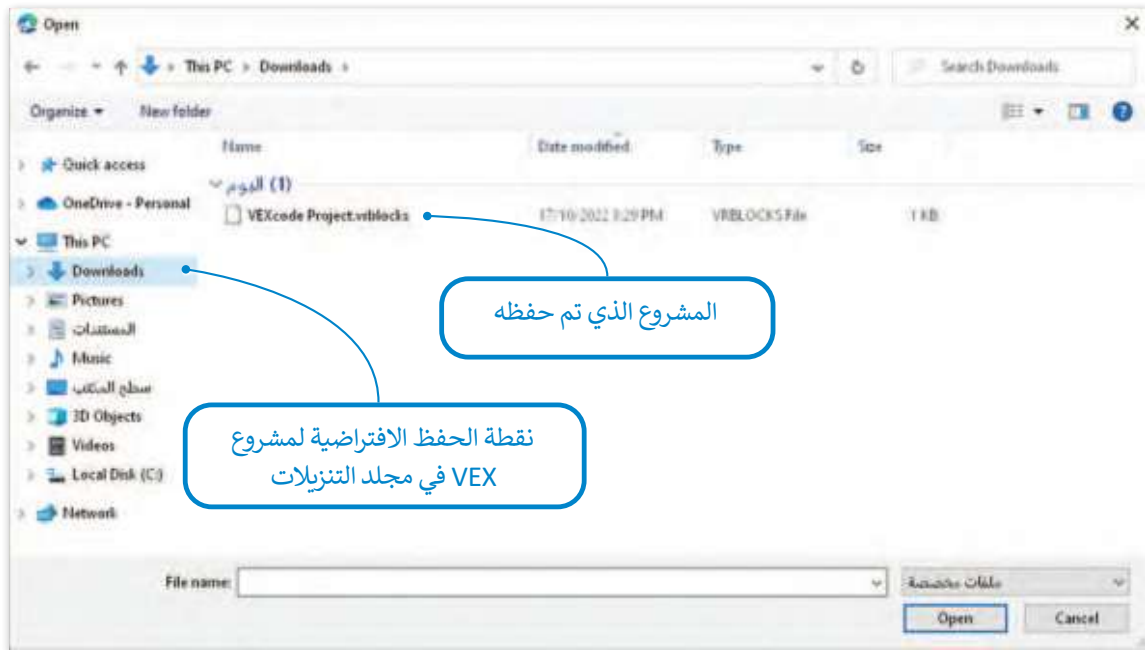 Open
This PC > Downloads >
Search Downloads
Organize
New folder
Name
Date modified
Type
Size
اليوم (1)
Quick access
OneDrive - Personal
VEXcode Project.vrblocks
17/10/2022 3:29 PM
VRBLOCKS File
1 KB
This PC
Downloads
Pictures
المستندات
Music
سطح المكتب
3D Objects
Videos
Local Disk (C:)
Network
المشروع الذي تم حفظه
نقطة الحفظ الافتراضية لمشروع
VEX في مجلد التنزيلات
File name:
ملفات مخصصة
Open
Cancel